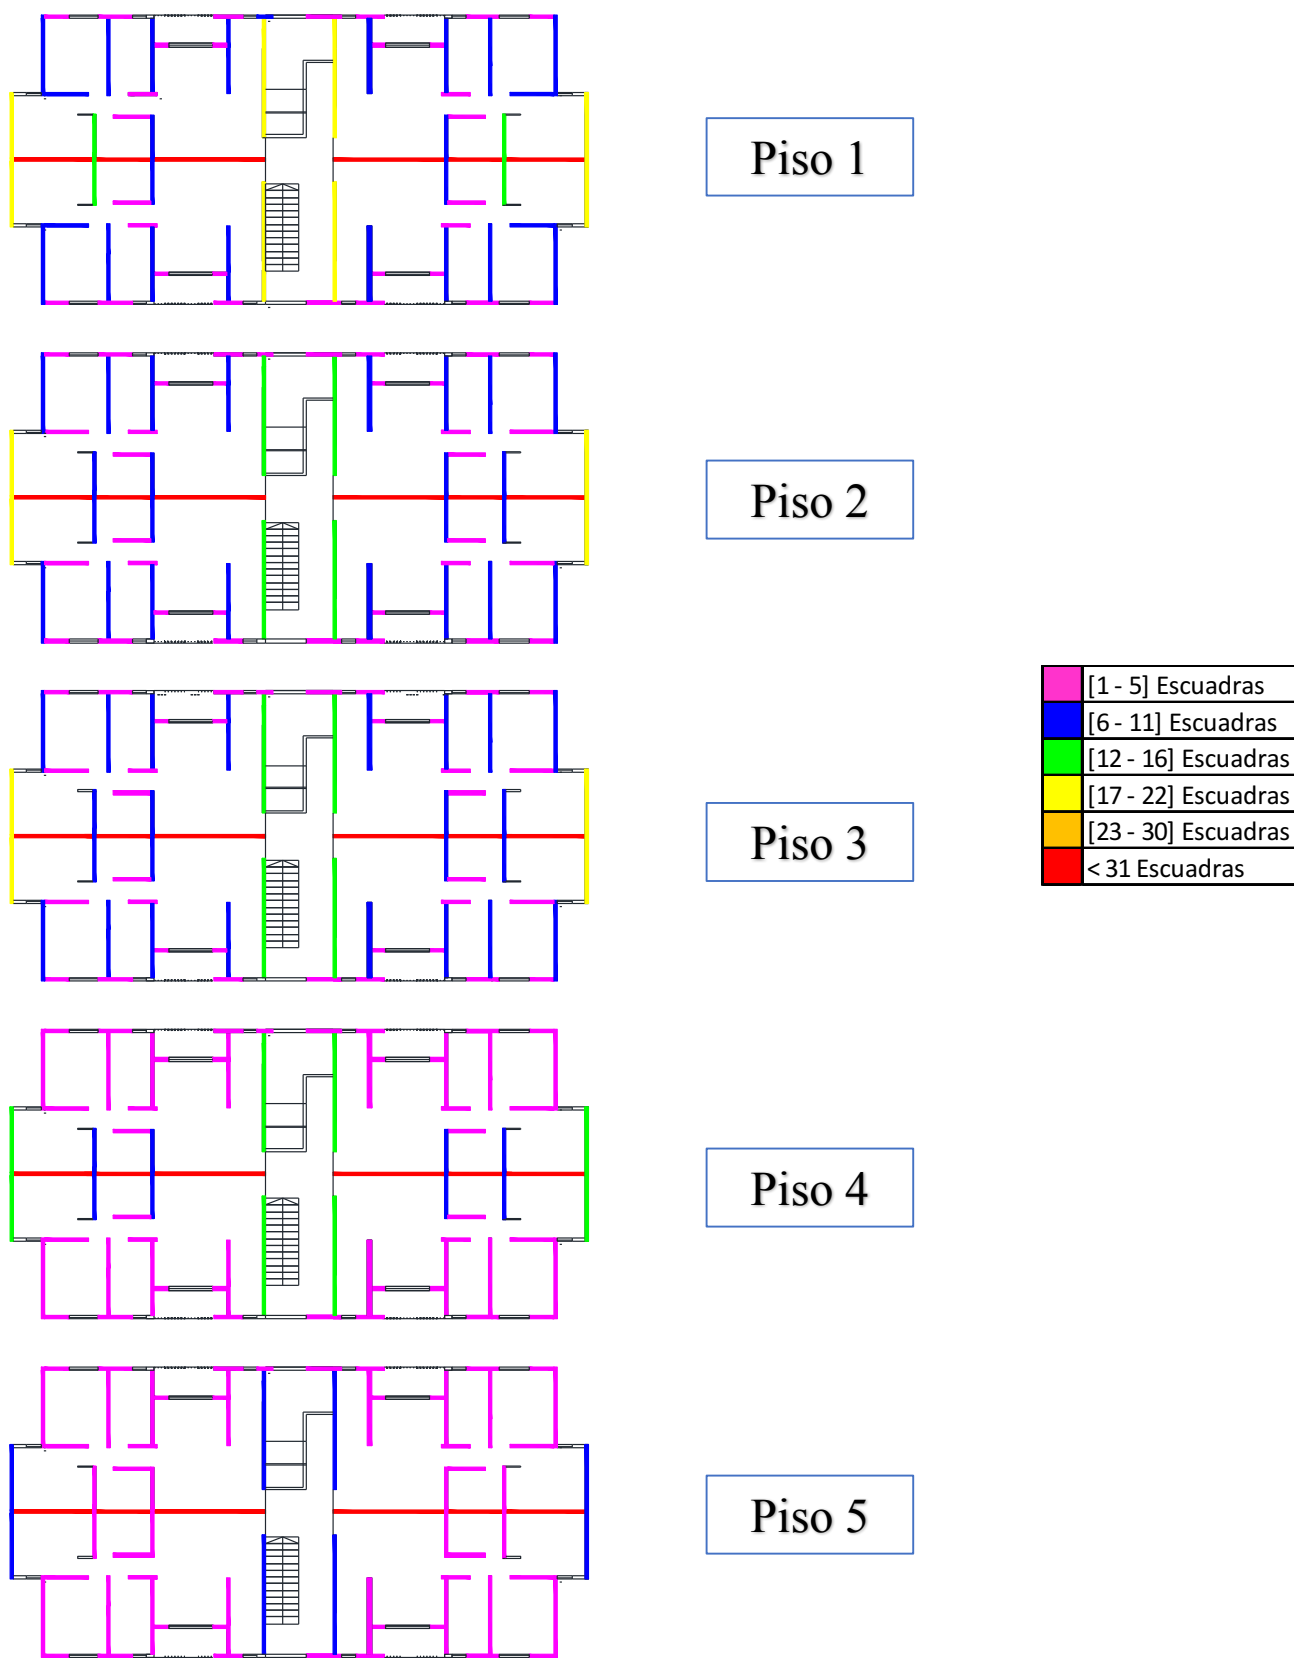 Piso 1
Piso 2
[1 - 5] Escuadras
[6 - 11] Escuadras
[12 - 16] Escuadras
[17 - 22] Escuadras
[23 - 30] Escuadras
< 31 Escuadras
Piso 3
Piso 4
Piso 5